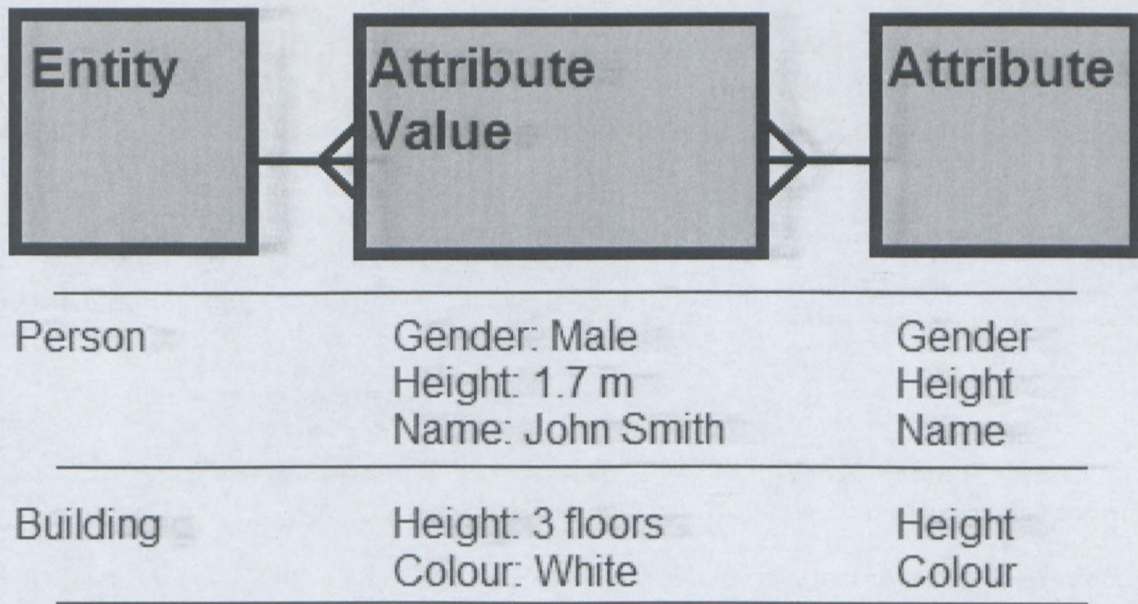 Entity
Attribute
Value
Attribute
Person
Gender: Male
Gender
Height: 1.7 m
Height
Name: John Smith
Name
Building
Height: 3 floors
Height
Colour: White
Colour